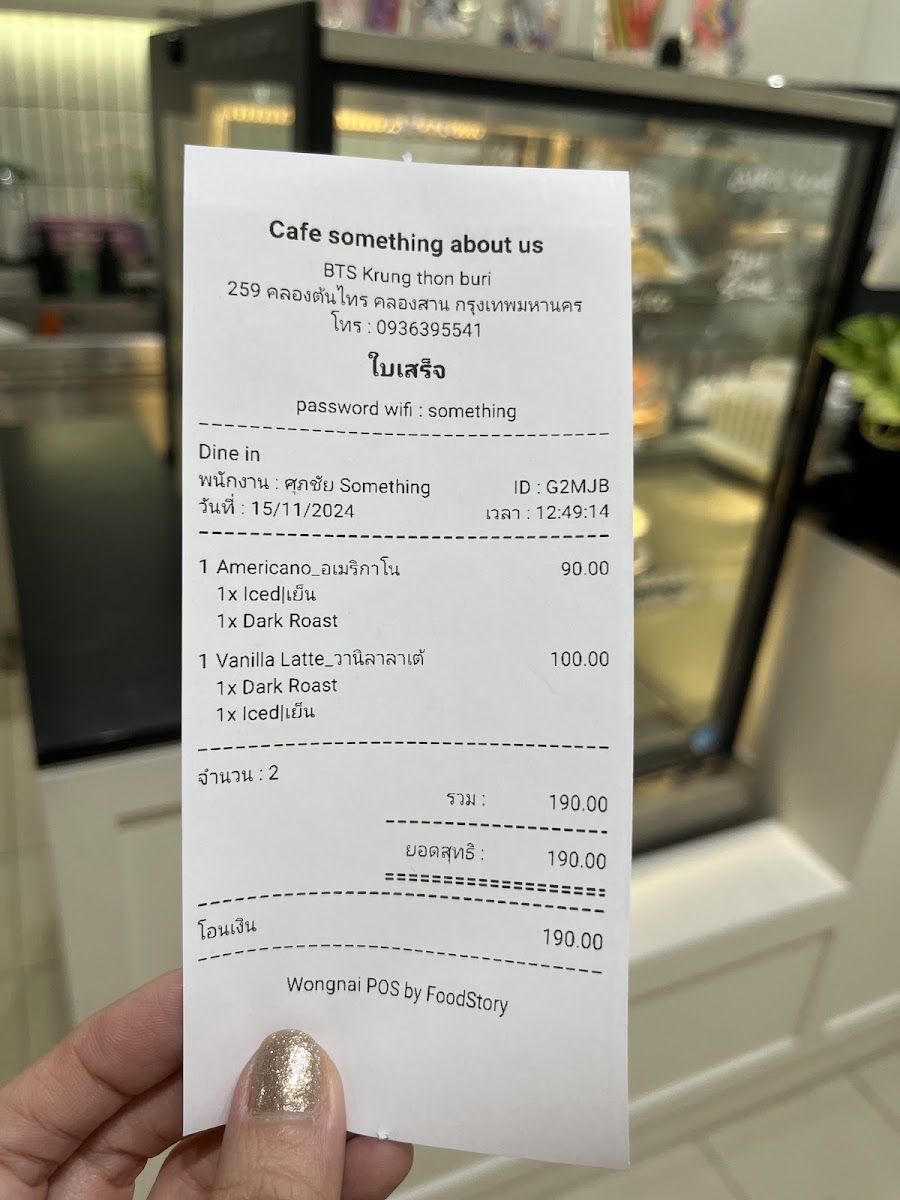 Cafe something about us
BTS Krung thon buri
259 คลองต้นไทร คลองสาน กรุงเทพมหานคร
โทร : 0936395541
ใบเสร็จ
password wifi : something
Dine in
พนักงาน : ศุภชัย Something ID : G2MJB
วันที่ : 15/11/2024 เวลา : 12:49:14
1 Americano_อเมริกาโน 90.00
1x Iced|เย็น
1x Dark Roast
1 Vanilla Latte_วานิลาลาเต้ 100.00
1x Dark Roast
1x Iced|เย็น
จำนวน : 2
รวม : 190.00
ยอดสุทธิ : 190.00
โอนเงิน 190.00
Wongnai POS by FoodStory